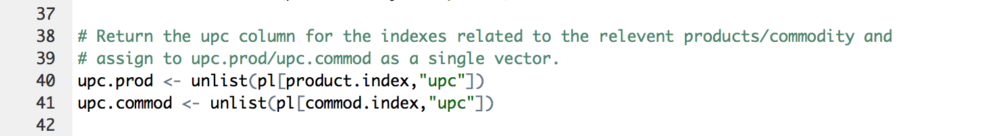 37
38 # Return the upc column for the indexes related to the relevent products/commodity and
39 # assign to upc.prod/upc.commod as a single vector.
40 upc.prod <- unlist(pl[product.index,"upc"])
41 upc.commod <- unlist(pl[commod.index,"upc"])
42